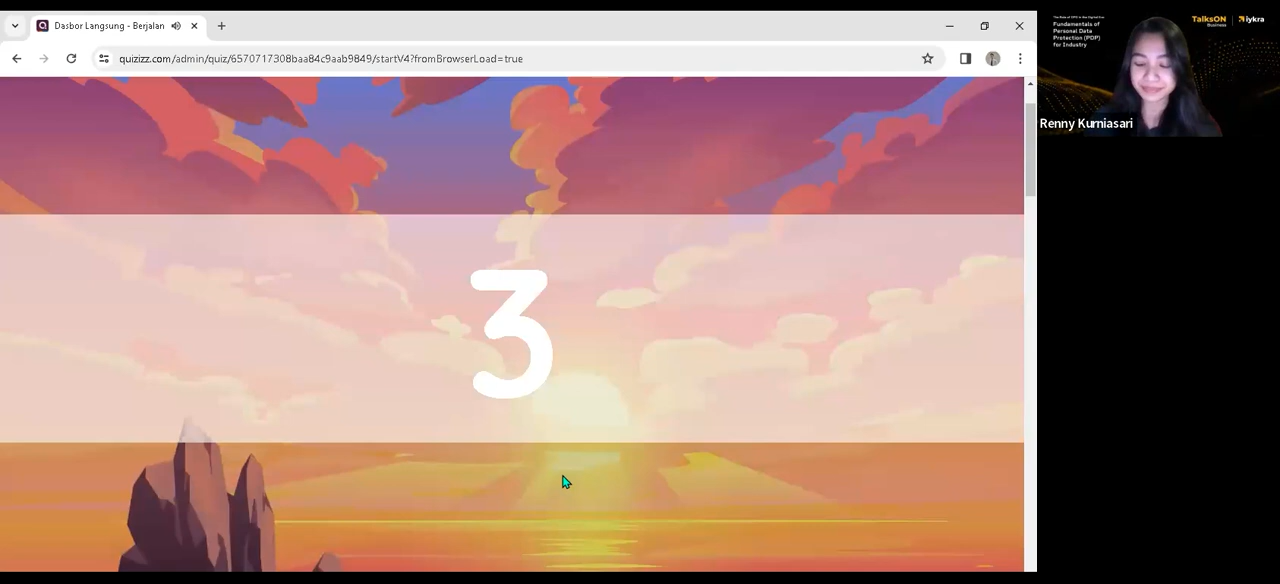 Dasbor Langsung - Berjalan
quizizz.com/admin/quiz/6570717308baa84c9aab9849/startV4?fromBrowserLoad=true
3
Fundamentals of
Personal Data
Protection (PDP)
for Industry
TalksON
Business
iykra
Renny Kurniasari